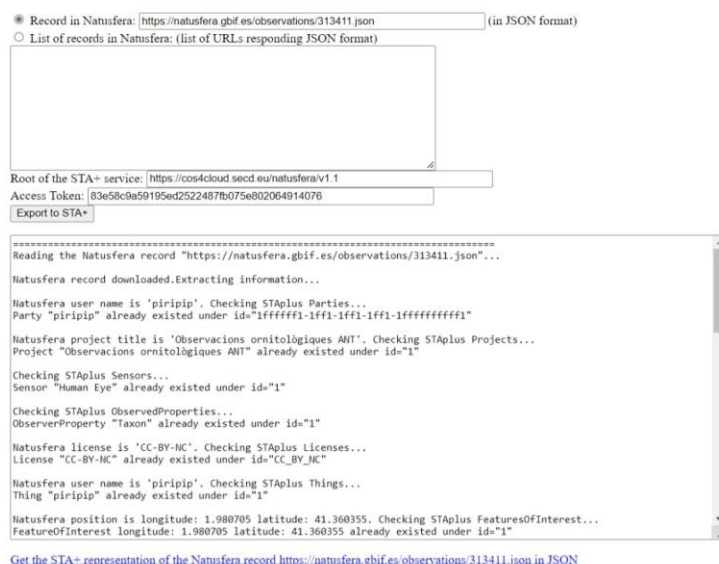 Record in Natusfera: https://natusfera.gbif.es/observations/313411.json (in JSON format)
List of records in Natusfera: (list of URLs responding JSON format)
Root of the STA+ service: https://cos4cloud.secd.eu/natusfera/v1.1
Access Token: 83e58c9a59195ed2522487fb075e802064914076
Export to STA+
=====================================================================================
Reading the Natusfera record "https://natusfera.gbif.es/observations/313411.json"...
Natusfera record downloaded.Extracting information...
Natusfera user name is 'piripip'. Checking STAplus Parties...
Party "piripip" already existed under id="1ffffff1-1ff1-1ff1-1ff1-1ffffffffff1"
Natusfera project title is 'Observacions ornitològiques ANT'. Checking STAplus Projects...
Project "Observacions ornitològiques ANT" already existed under id="1"
Checking STAplus Sensors...
Sensor "Human Eye" already existed under id="1"
Checking STAplus ObservedProperties...
ObserverProperty "Taxon" already existed under id="1"
Natusfera license is 'CC-BY-NC'. Checking STAplus Licenses...
License "CC-BY-NC" already existed under id="CC_BY_NC"
Natusfera user name is 'piripip'. Checking STAplus Things...
Thing "piripip" already existed under id="1"
Natusfera position is longitude: 1.980705 latitude: 41.360355. Checking STAplus FeaturesOfInterest...
FeatureOfInterest longitude: 1.980705 latitude: 41.360355 already existed under id="1"
Get the STA+ representation of the Natusfera record https://natusfera.gbif.es/observations/313411.json in JSON